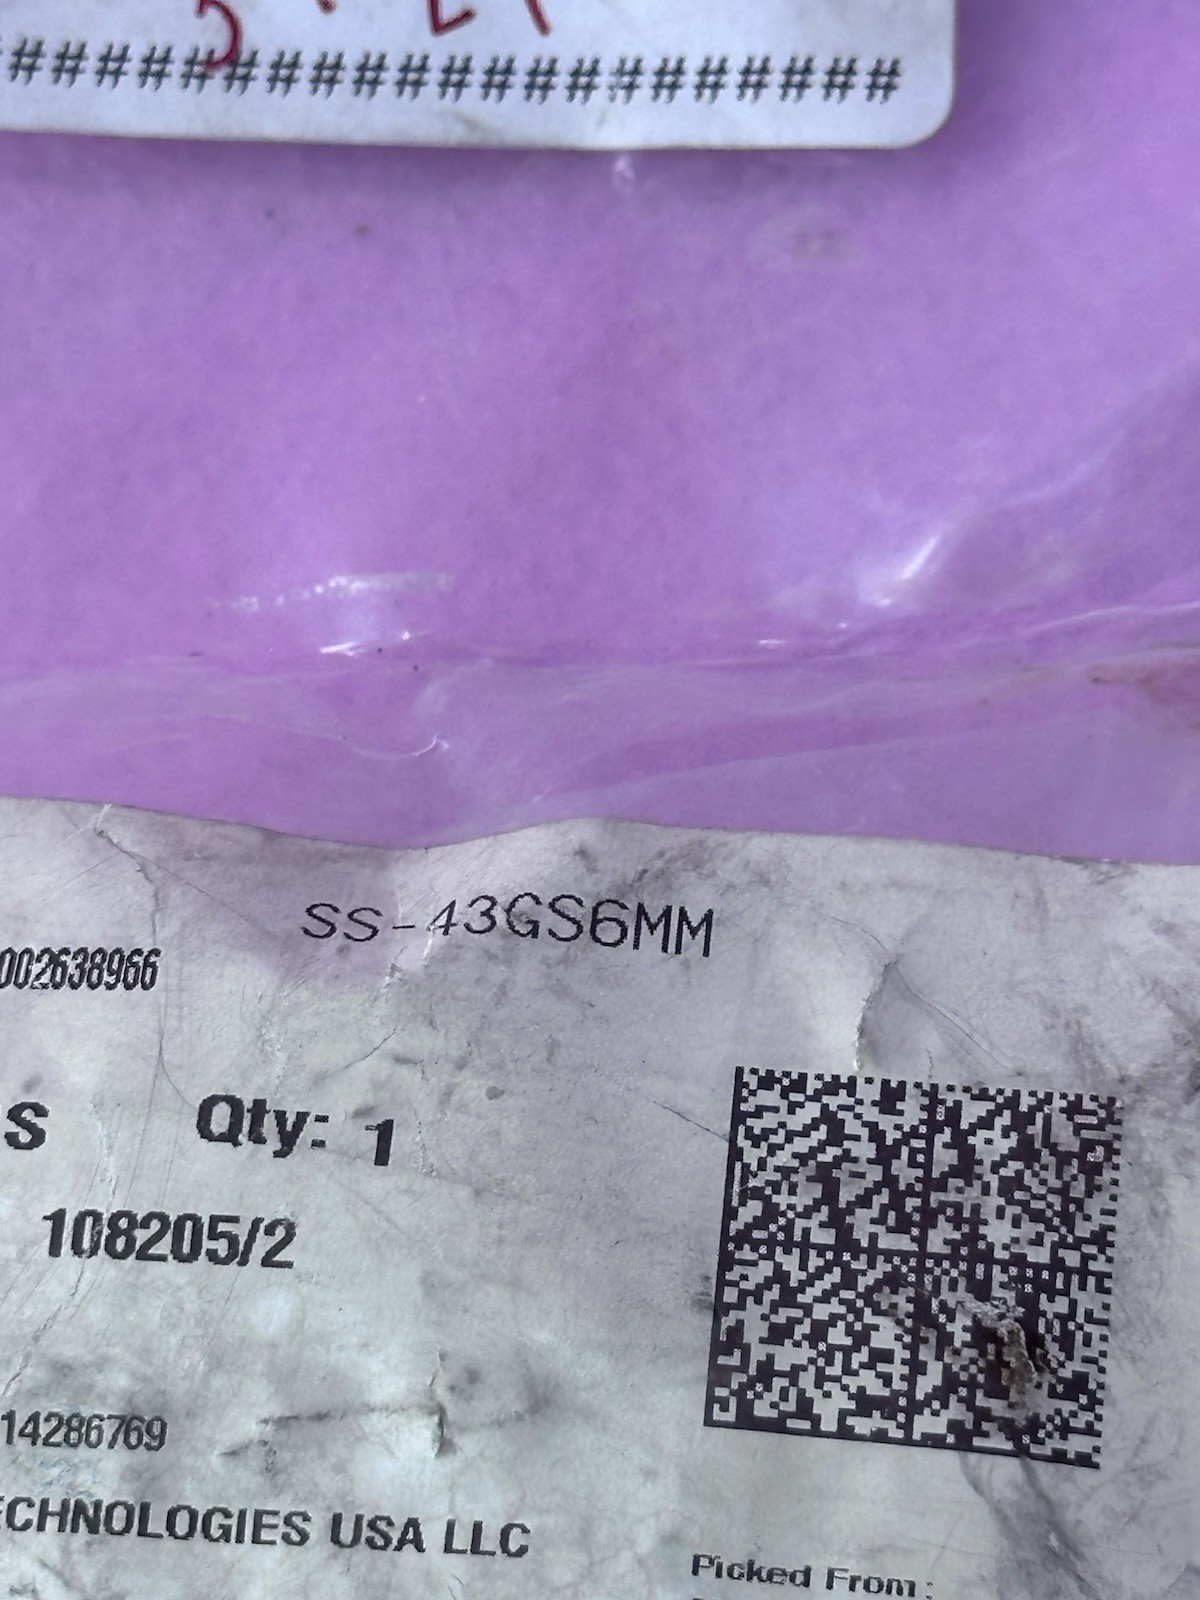 #####################
SS-43GS6MM
002638966
S Qty: 1
108205/2
14286769
ECHNOLOGIES USA LLC
Picked From: